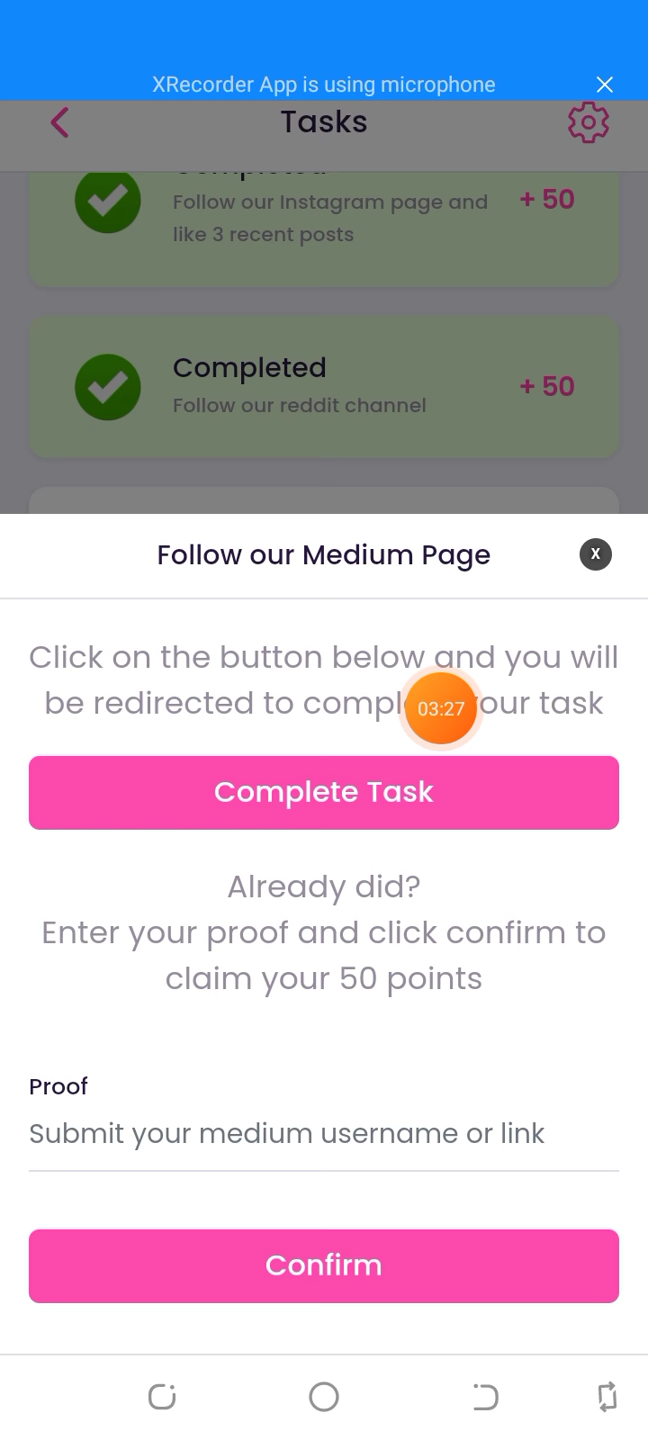 XRecorder App is using microphone
Tasks
Completed
Follow our Instagram page and
like 3 recent posts
+ 50
Completed
Follow our reddit channel
+ 50
Follow our Medium Page
X
Click on the button below and you will
be redirected to your task
03:27
Complete Task
Already did?
Enter your proof and click confirm to
claim your 50 points
Proof
Submit your medium username or link
Confirm